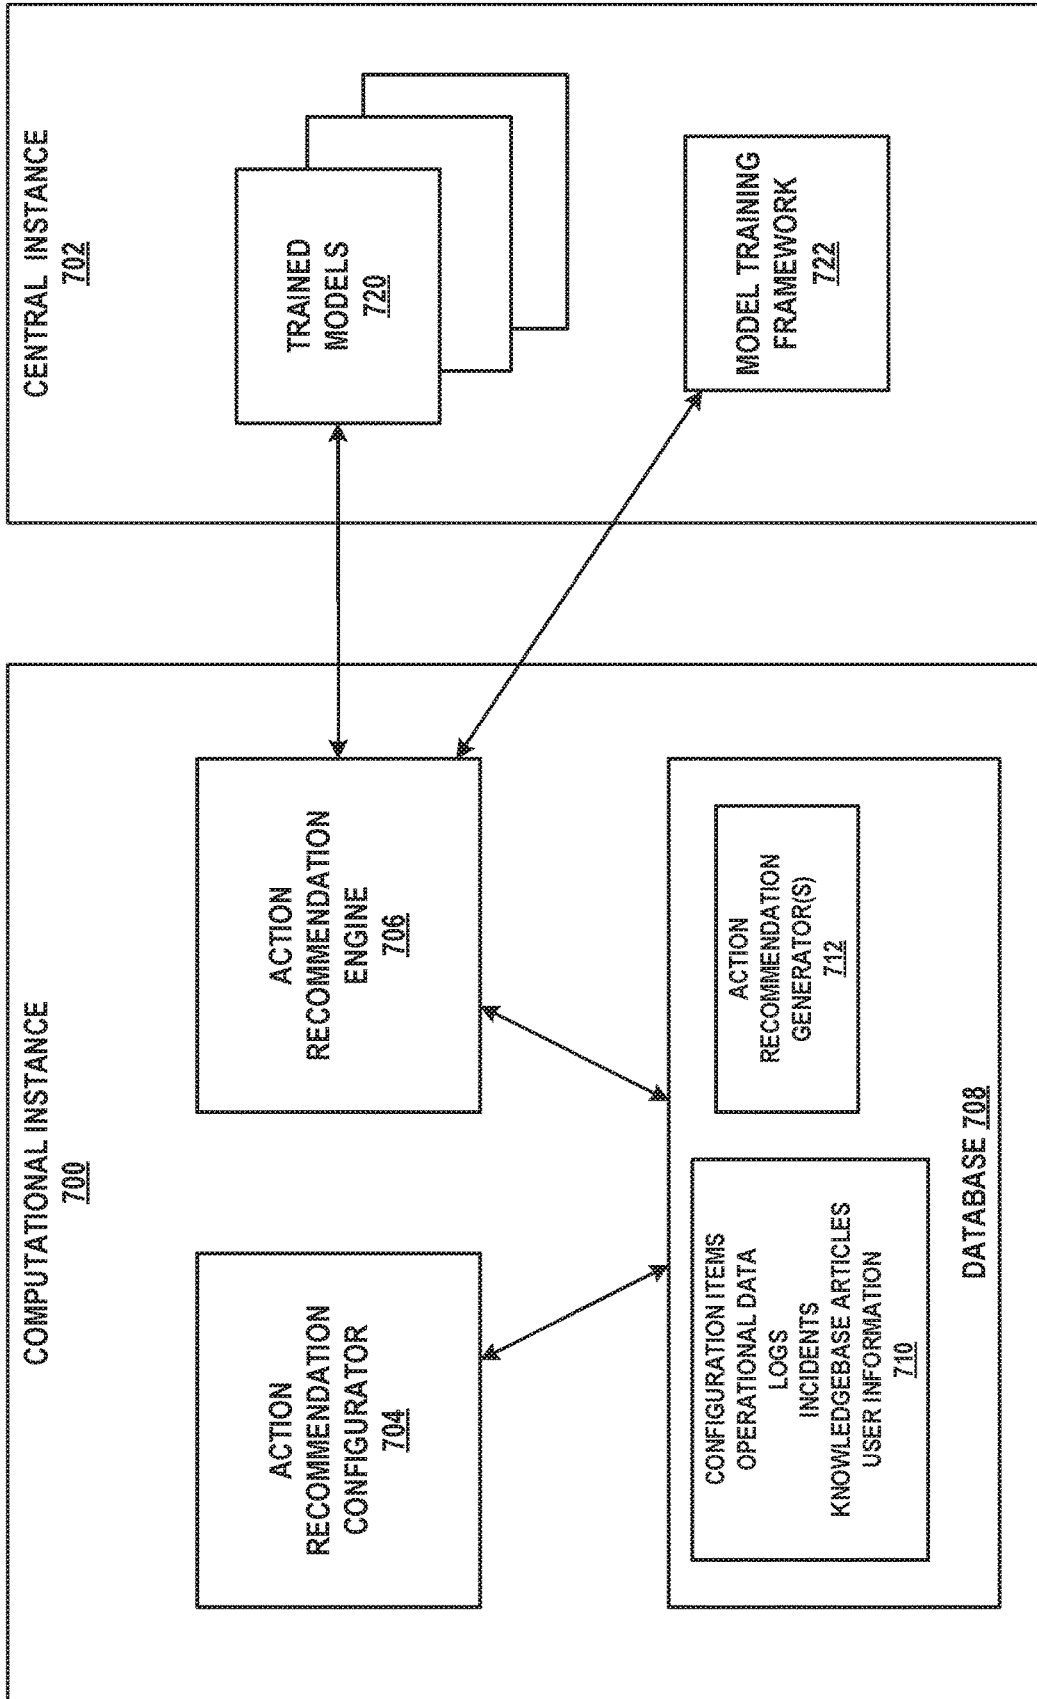 COMPUTATIONAL INSTANCE
700
ACTION
RECOMMENDATION
CONFIGURATOR
704
ACTION
RECOMMENDATION
ENGINE
706
CONFIGURATION ITEMS
OPERATIONAL DATA
LOGS
INCIDENTS
KNOWLEDGEBASE ARTICLES
USER INFORMATION
710
ACTION
RECOMMENDATION
GENERATOR(S)
712
DATABASE 708
CENTRAL INSTANCE
702
TRAINED
MODELS
720
MODEL TRAINING
FRAMEWORK
722